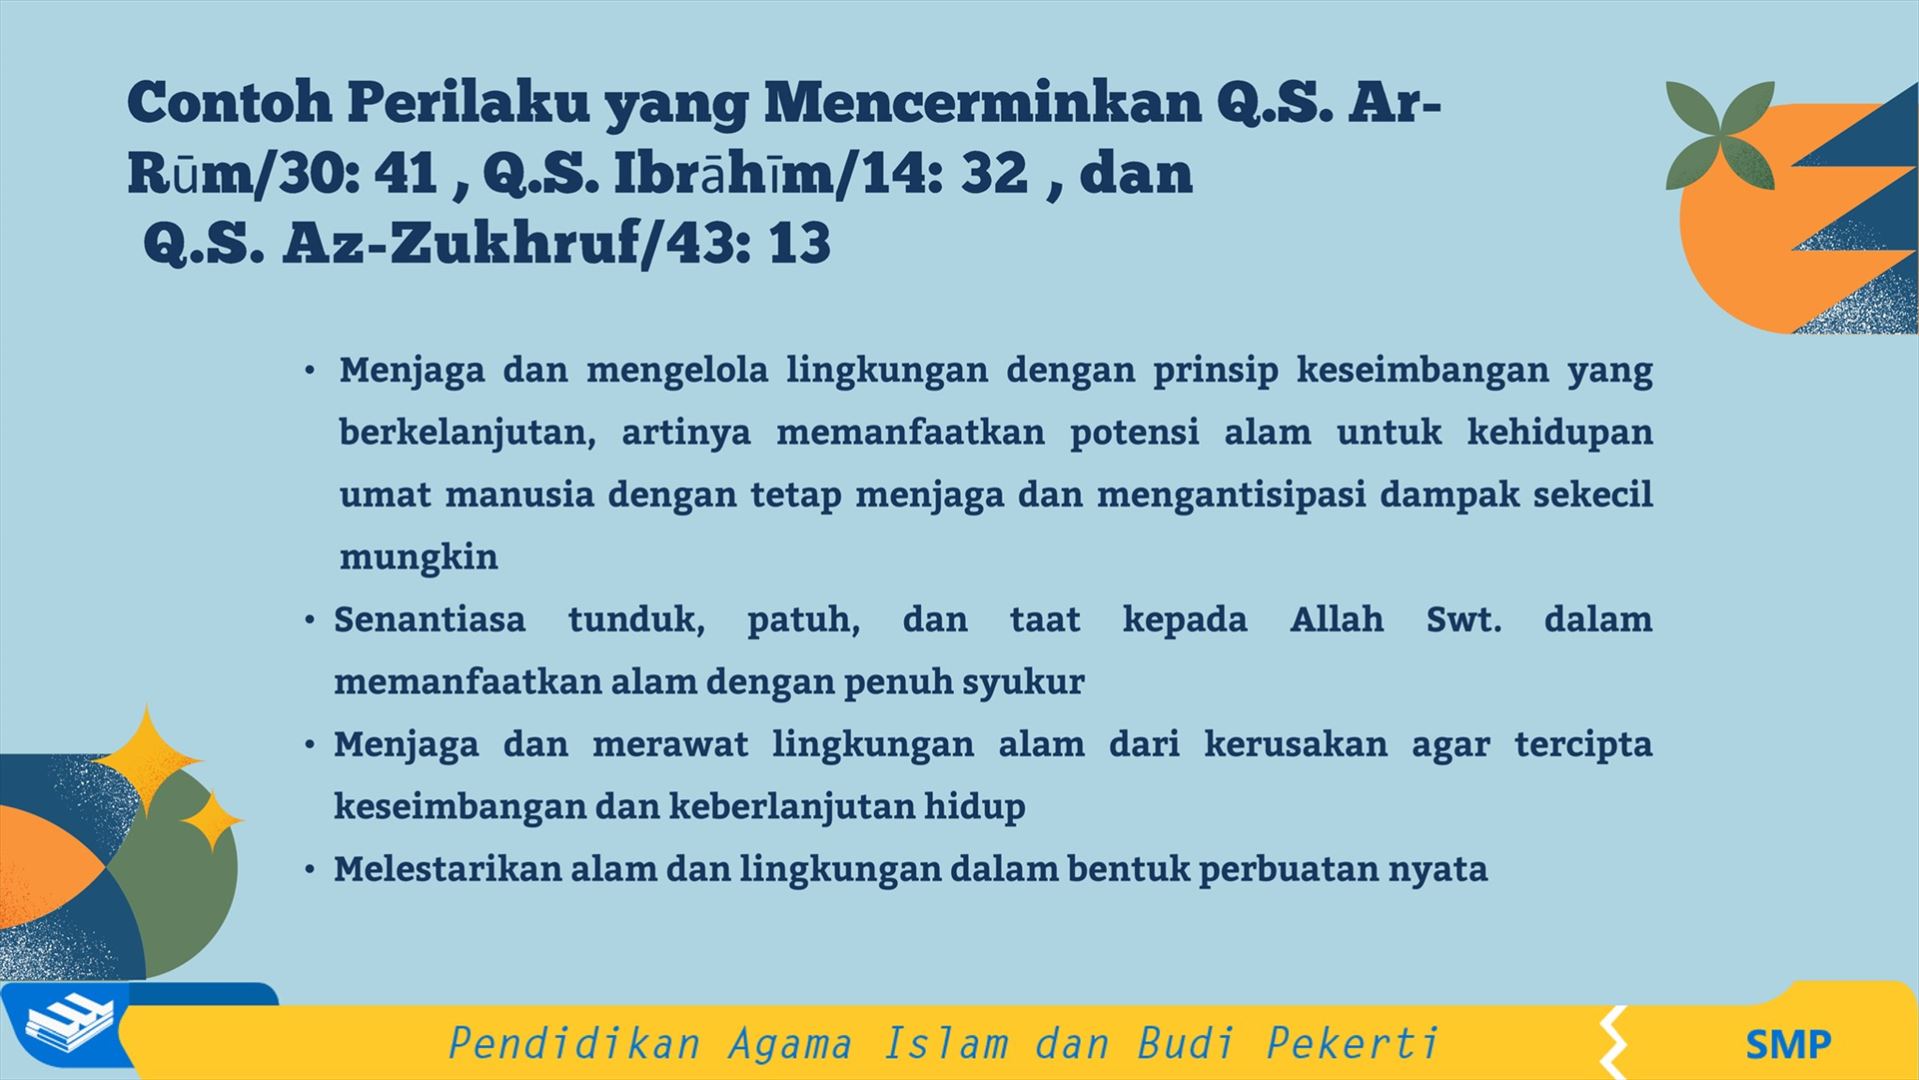 Contoh Perilaku yang Mencerminkan Q.S. Ar-
Rūm/30: 41 , Q.S. Ibrāhīm/14: 32 , dan
Q.S. Az-Zukhruf/43: 13
• Menjaga dan mengelola lingkungan dengan prinsip keseimbangan yang
berkelanjutan, artinya memanfaatkan potensi alam untuk kehidupan
umat manusia dengan tetap menjaga dan mengantisipasi dampak sekecil
mungkin
• Senantiasa tunduk, patuh, dan taat kepada Allah Swt. dalam
memanfaatkan alam dengan penuh syukur
• Menjaga dan merawat lingkungan alam dari kerusakan agar tercipta
keseimbangan dan keberlanjutan hidup
• Melestarikan alam dan lingkungan dalam bentuk perbuatan nyata
Pendidikan Agama Islam dan Budi Pekerti
SMP